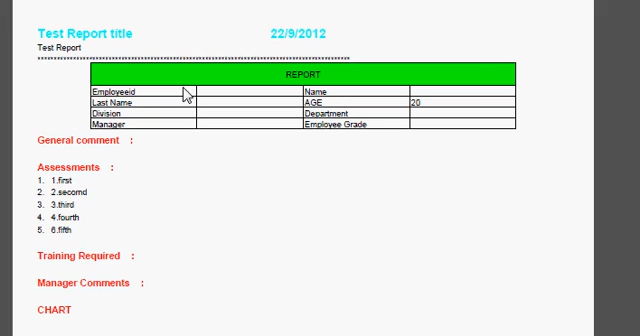 Test Report title 22/9/2012
Test Report
REPORT
Employeeid Name
Last Name AGE 20
Division Department
Manager Employee Grade
General comment :
Assessments :
1. 1.first
2. 2.second
3. 3.third
4. 4.fourth
5. 6.fifth
Training Required :
Manager Comments :
CHART